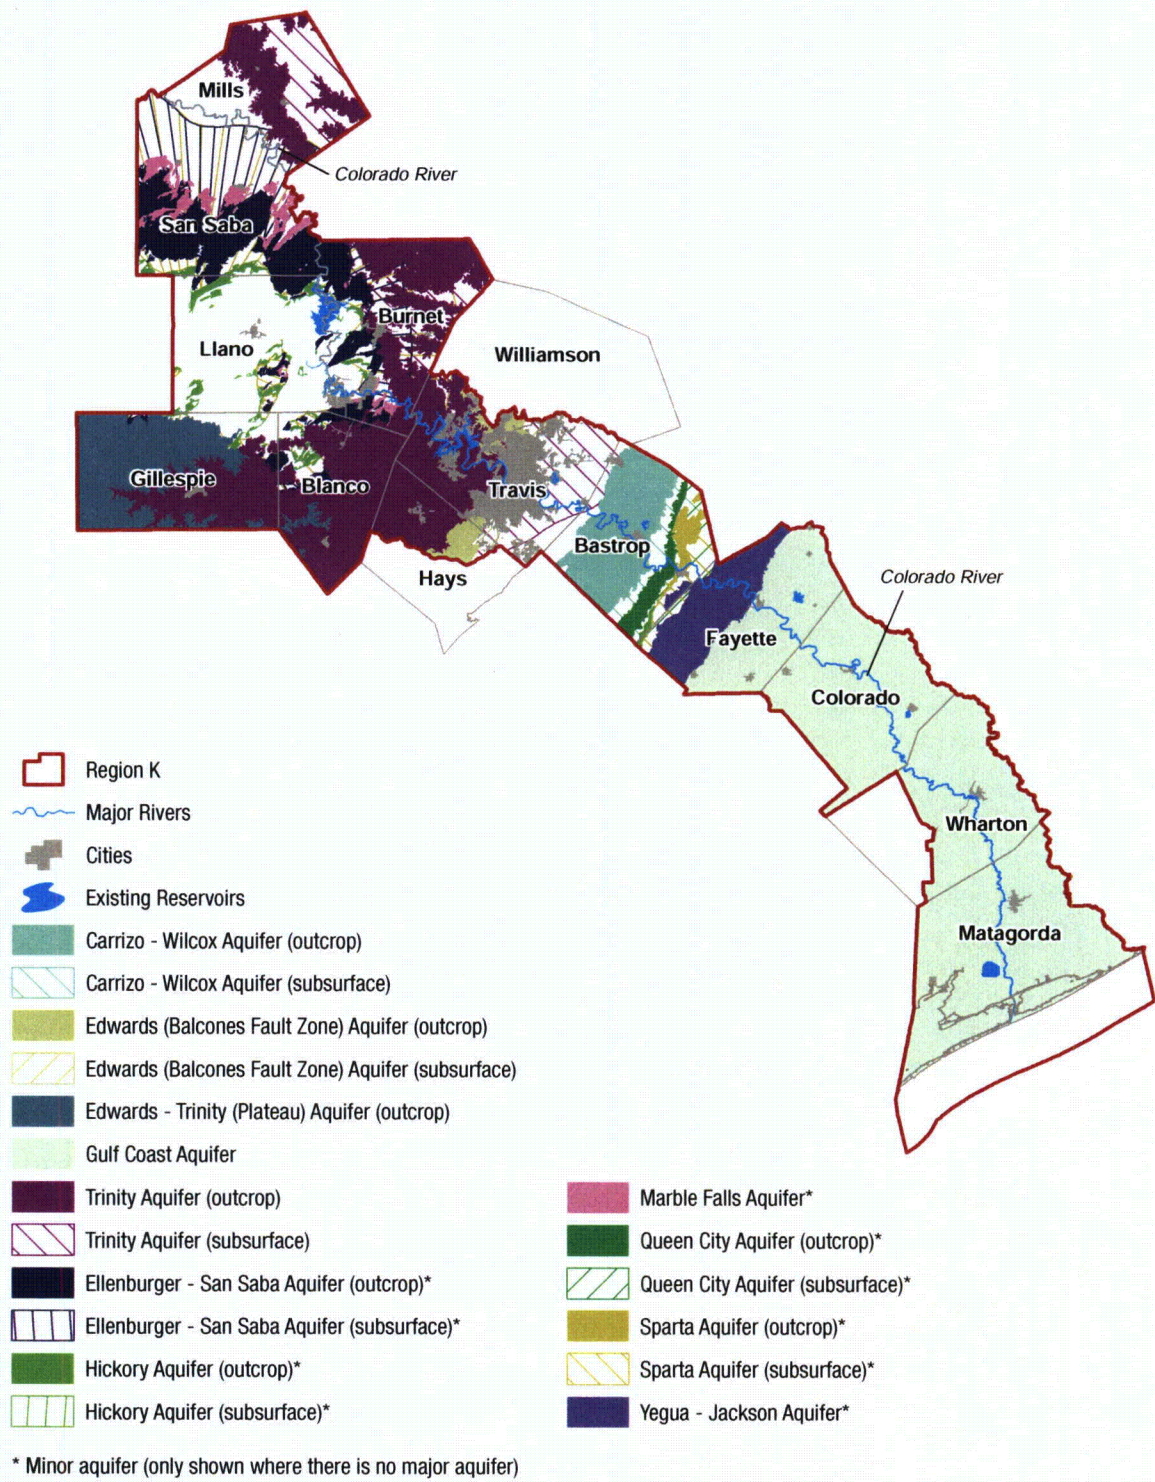 Mills
Colorado River
San Saba
Burnet
Llano
Williamson
Gillespie
Blanco
Travis
Bastrop
Hays
Colorado River
Fayette
Colorado
Wharton
Matagorda
Region K
Major Rivers
Cities
Existing Reservoirs
Carrizo - Wilcox Aquifer (outcrop)
Carrizo - Wilcox Aquifer (subsurface)
Edwards (Balcones Fault Zone) Aquifer (outcrop)
Edwards (Balcones Fault Zone) Aquifer (subsurface)
Edwards - Trinity (Plateau) Aquifer (outcrop)
Gulf Coast Aquifer
Trinity Aquifer (outcrop)
Trinity Aquifer (subsurface)
Ellenburger - San Saba Aquifer (outcrop)*
Ellenburger - San Saba Aquifer (subsurface)*
Hickory Aquifer (outcrop)*
Hickory Aquifer (subsurface)*
Marble Falls Aquifer*
Queen City Aquifer (outcrop)*
Queen City Aquifer (subsurface)*
Sparta Aquifer (outcrop)*
Sparta Aquifer (subsurface)*
Yegua - Jackson Aquifer*
* Minor aquifer (only shown where there is no major aquifer)